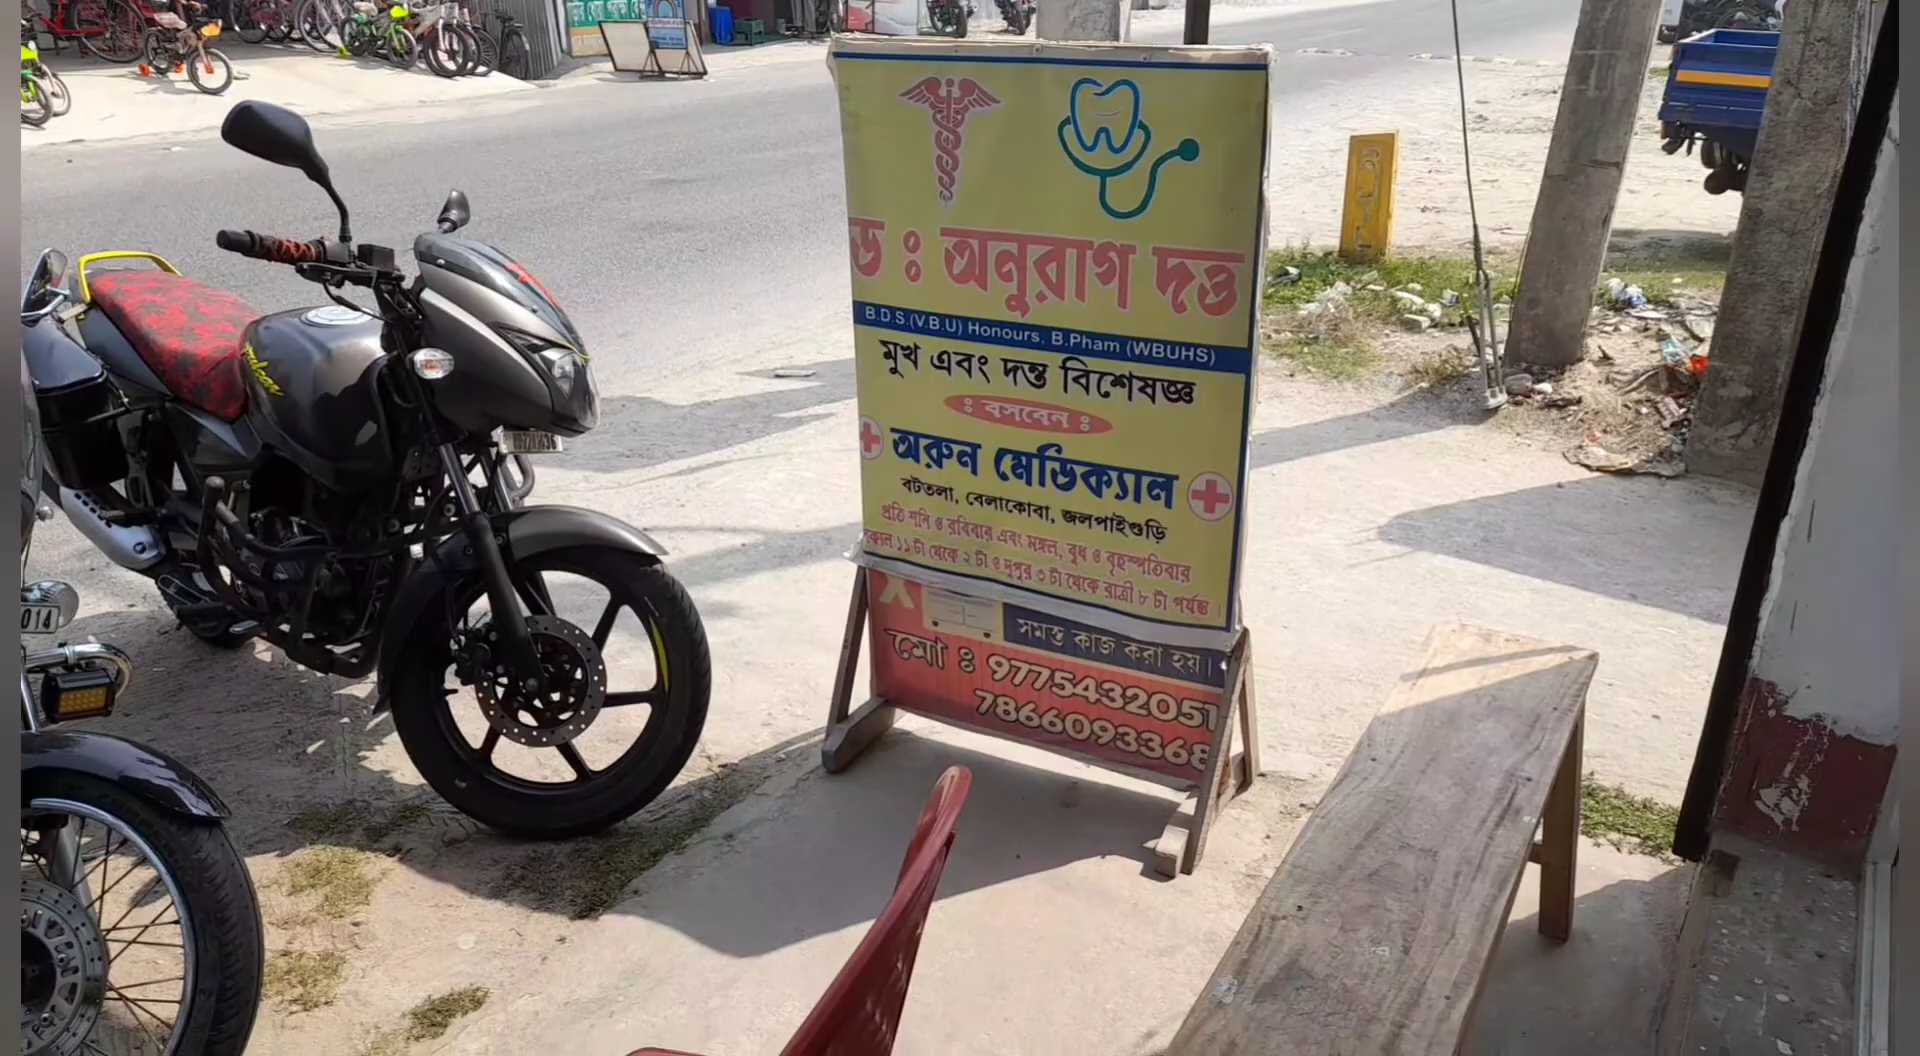 ড : অনুরাগ দত্ত
B.D.S.(V.B.U) Honours, B.Pham (WBUHS)
মুখ এবং দন্ত বিশেষজ্ঞ
: বসবেন :
অরুন মেডিক্যাল
বটতলা, বেলাকোবা, জলপাইগুড়ি
প্রতি শনি ও রবিবার এবং মঙ্গল, বুধ ও বৃহস্পতিবার
সকাল ১১ টা থেকে ২ টা ও দুপুর ৩ টা থেকে রাত্রী ৮ টা পর্যন্ত।
সমস্ত কাজ করা হয়।
মো : 9775432051
7866093368
014